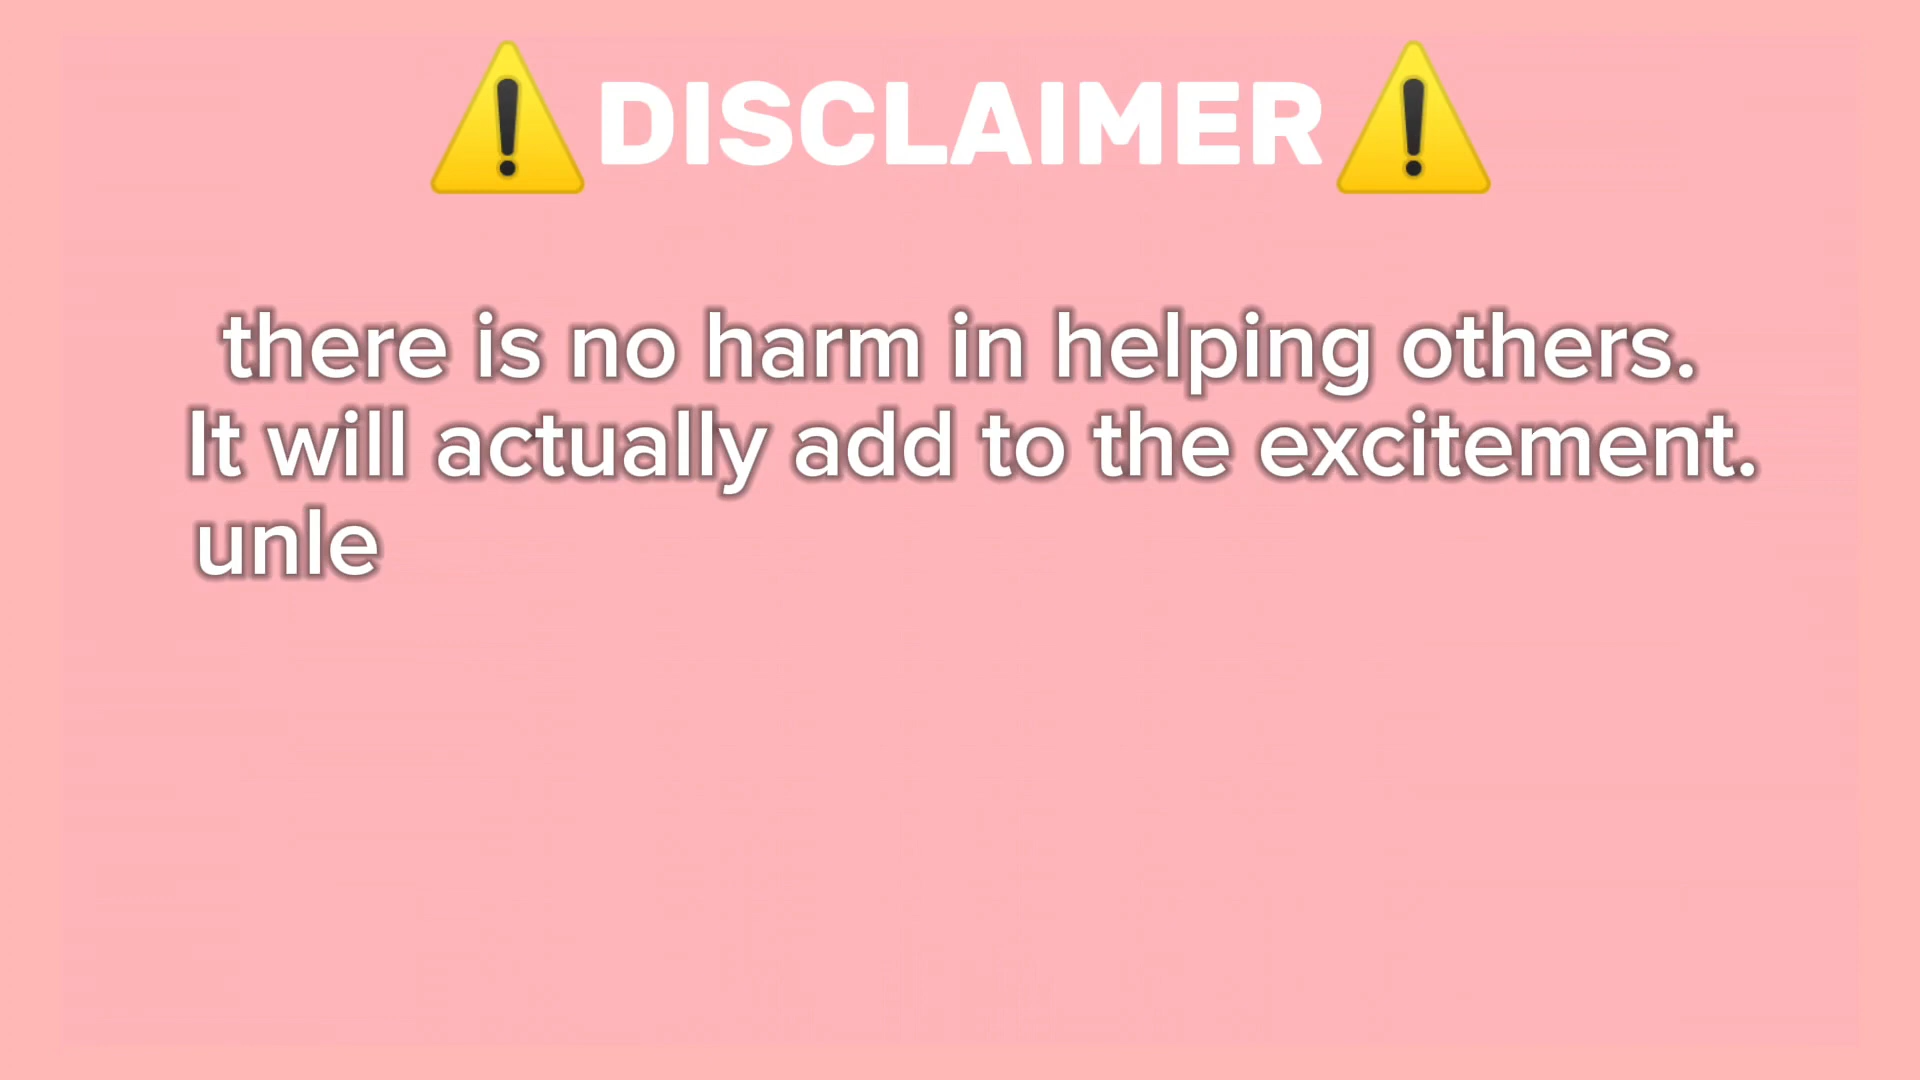 ⚠️DISCLAIMER⚠️
there is no harm in helping others.
It will actually add to the excitement.
unle